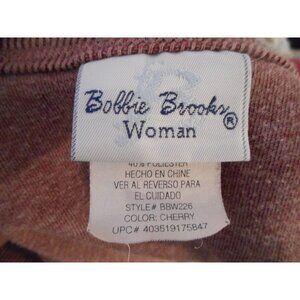 Bobbie Brooks®
Woman
40% POLIESTER
HECHO EN CHINE
VER AL REVERSO PARA
EL CUIDADO
STYLE# BBW226
COLOR: CHERRY
UPC# 403519175847